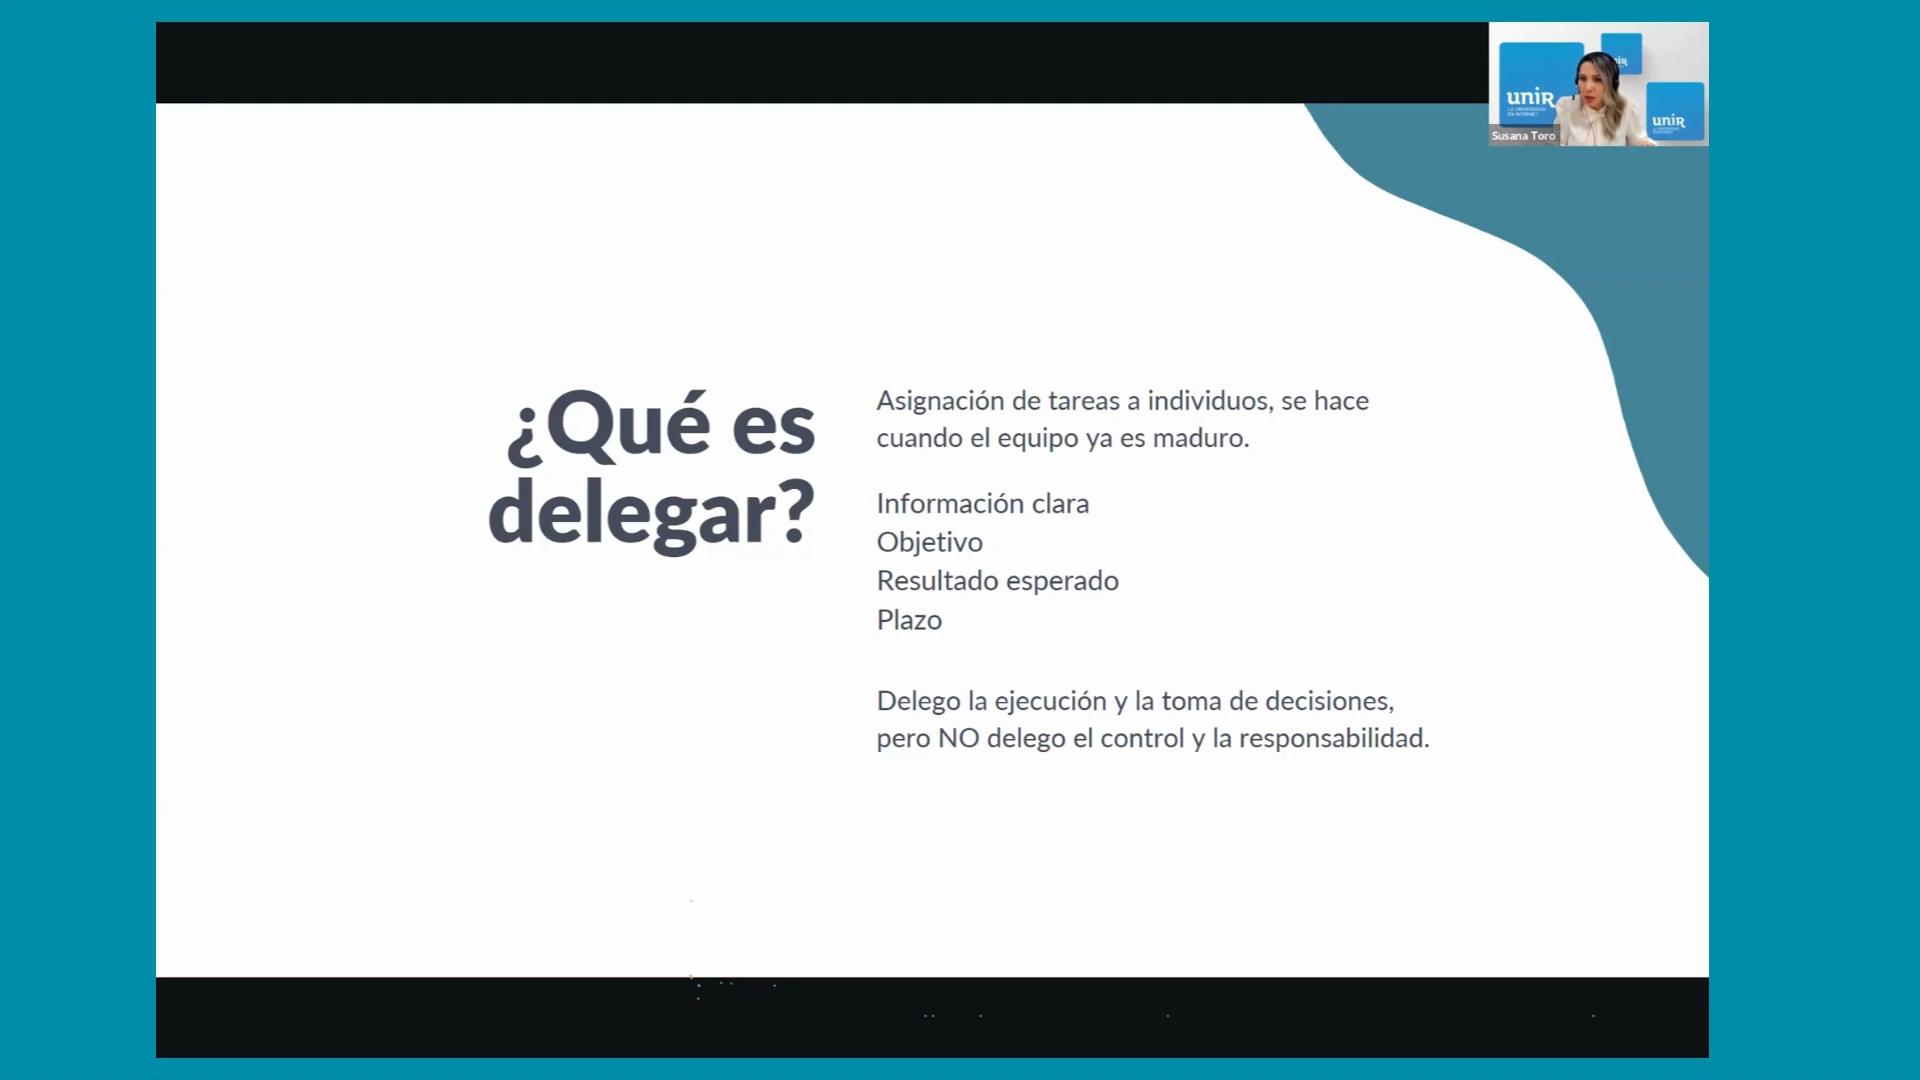 unir
LA UNIVERSIDAD
EN INTERNET
unir
Susana Toro
¿Qué es
delegar?
Asignación de tareas a individuos, se hace
cuando el equipo ya es maduro.
Información clara
Objetivo
Resultado esperado
Plazo
Delego la ejecución y la toma de decisiones,
pero NO delego el control y la responsabilidad.